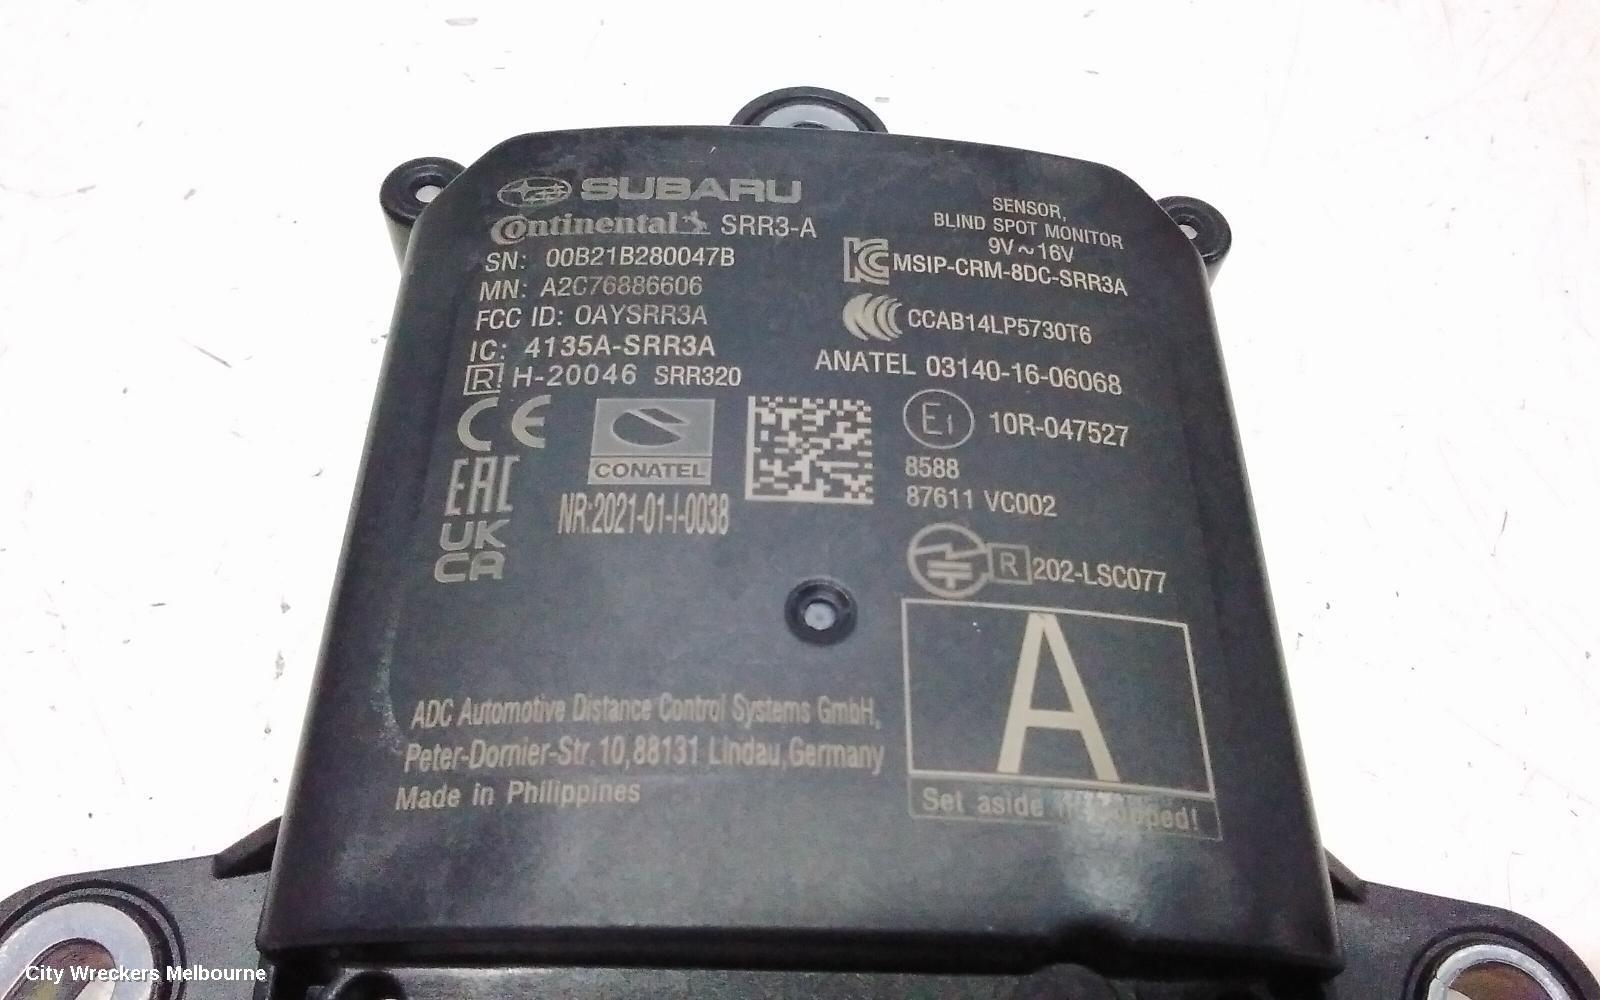 SUBARU
Continental SRR3-A
SN: 00B21B280047B
MN: A2C76886606
FCC ID: OAYSRR3A
IC: 4135A-SRR3A
R H-20046 SRR320
CE
CONATEL
EAC
NR:2021-01-I-0038
UK
CA
SENSOR,
BLIND SPOT MONITOR
9V~16V
MSIP-CRM-8DC-SRR3A
CCAB14LP5730T6
ANATEL 03140-16-06068
E1 10R-047527
8588
87611 VC002
R 202-LSC077
A
Set aside
ADC Automotive Distance Control Systems GmbH,
Peter-Dornier-Str. 10, 88131 Lindau, Germany
Made in Philippines
City Wreckers Melbourne